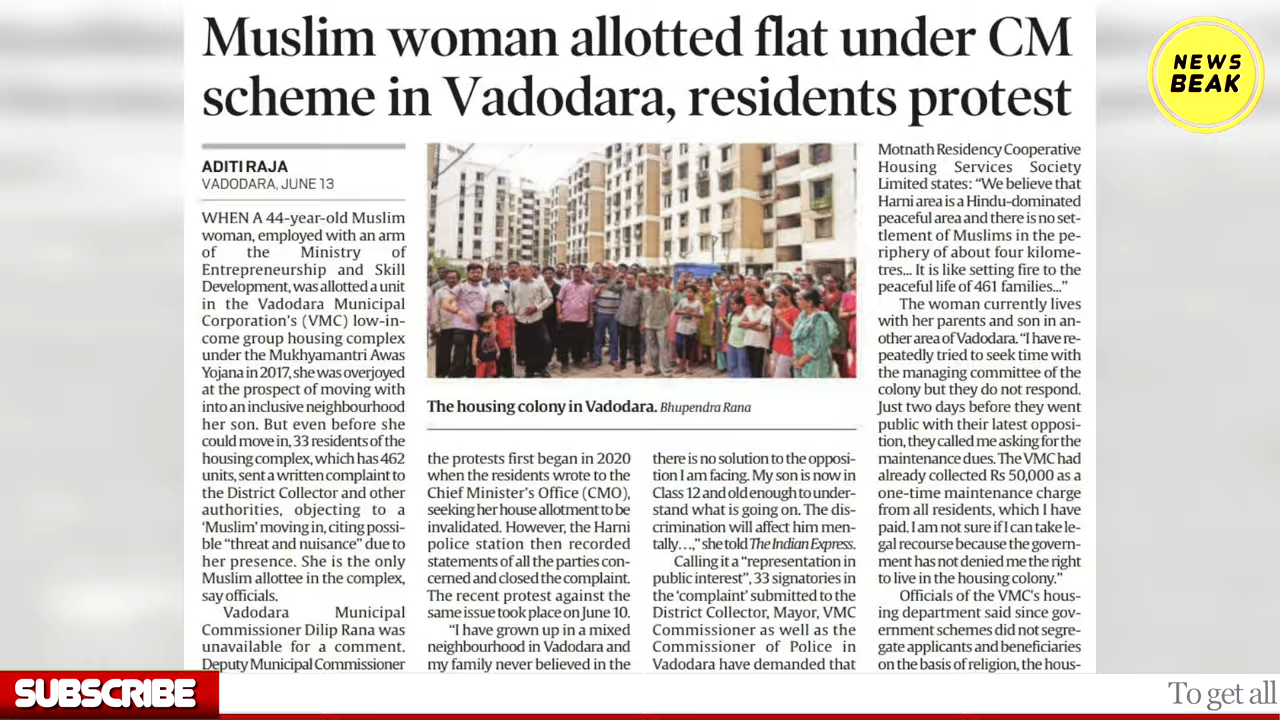 Muslim woman allotted flat under CM
scheme in Vadodara, residents protest
NEWS
BEAK
ADITI RAJA
VADODARA, JUNE 13
WHEN A 44-year-old Muslim
woman, employed with an arm
of the Ministry of
Entrepreneurship and Skill
Development, was allotted a unit
in the Vadodara Municipal
Corporation's (VMC) low-in-
come group housing complex
under the Mukhyamantri Awas
Yojana in 2017, she was overjoyed
at the prospect of moving with
into an inclusive neighbourhood
her son. But even before she
could move in, 33 residents of the
housing complex, which has 462
units, sent a written complaint to
the District Collector and other
authorities, objecting to a
'Muslim' moving in, citing possi-
ble "threat and nuisance" due to
her presence. She is the only
Muslim allottee in the complex,
say officials.
Vadodara Municipal
Commissioner Dilip Rana was
unavailable for a comment.
Deputy Municipal Commissioner
The housing colony in Vadodara. Bhupendra Rana
the protests first began in 2020
when the residents wrote to the
Chief Minister's Office (CMO),
seeking her house allotment to be
invalidated. However, the Harni
police station then recorded
statements of all the parties con-
cerned and closed the complaint.
The recent protest against the
same issue took place on June 10.
"I have grown up in a mixed
neighbourhood in Vadodara and
my family never believed in the
there is no solution to the opposi-
tion I am facing. My son is now in
Class 12 and old enough to under-
stand what is going on. The dis-
crimination will affect him men-
tally...," she told The Indian Express.
Calling it a "representation in
public interest", 33 signatories in
the 'complaint' submitted to the
District Collector, Mayor, VMC
Commissioner as well as the
Commissioner of Police in
Vadodara have demanded that
Motnath Residency Cooperative
Housing Services Society
Limited states: "We believe that
Harni area is a Hindu-dominated
peaceful area and there is no set-
tlement of Muslims in the pe-
riphery of about four kilome-
tres... It is like setting fire to the
peaceful life of 461 families..."
The woman currently lives
with her parents and son in an-
other area of Vadodara. "I have re-
peatedly tried to seek time with
the managing committee of the
colony but they do not respond.
Just two days before they went
public with their latest opposi-
tion, they called me asking for the
maintenance dues. The VMC had
already collected Rs 50,000 as a
one-time maintenance charge
from all residents, which I have
paid. I am not sure if I can take le-
gal recourse because the govern-
ment has not denied me the right
to live in the housing colony."
Officials of the VMC's hous-
ing department said since gov-
ernment schemes did not segre-
gate applicants and beneficiaries
on the basis of religion, the hous-
SUBSCRIBE
To get all